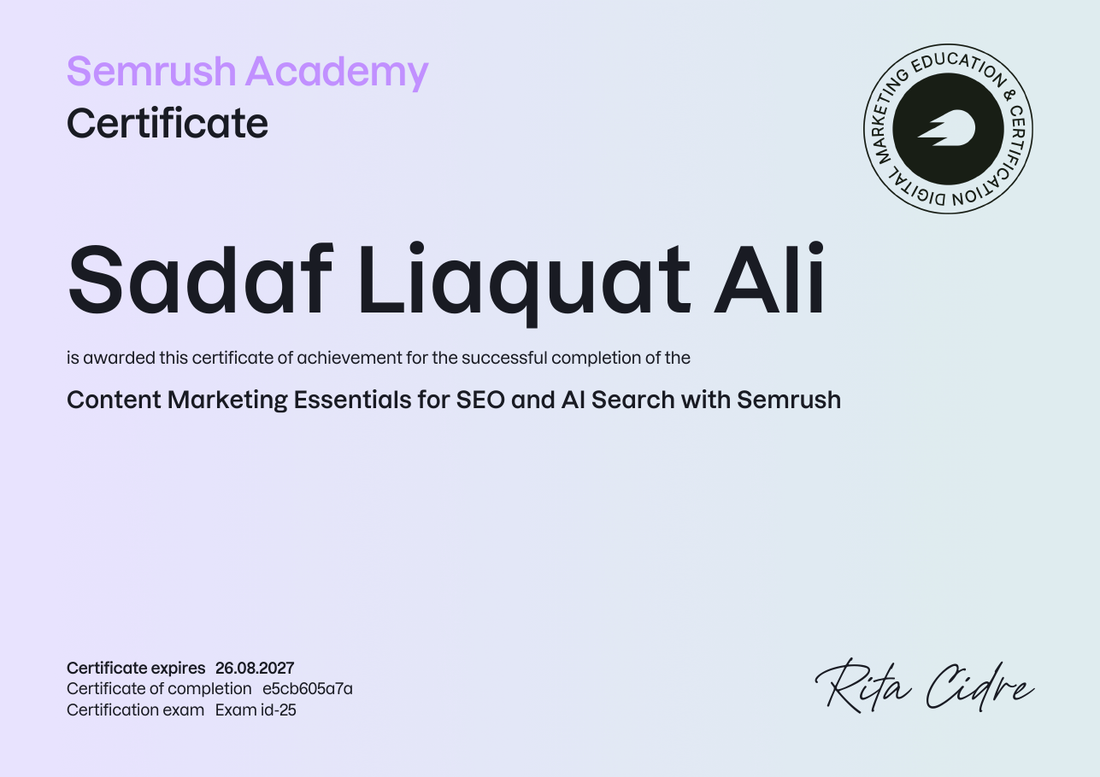 Semrush Academy
Certificate
DIGITAL MARKETING EDUCATION & CERTIFICATION
Sadaf Liaquat Ali
is awarded this certificate of achievement for the successful completion of the
Content Marketing Essentials for SEO and AI Search with Semrush
Certificate expires 26.08.2027
Certificate of completion e5cb605a7a
Certification exam Exam id-25
Rita Cidre